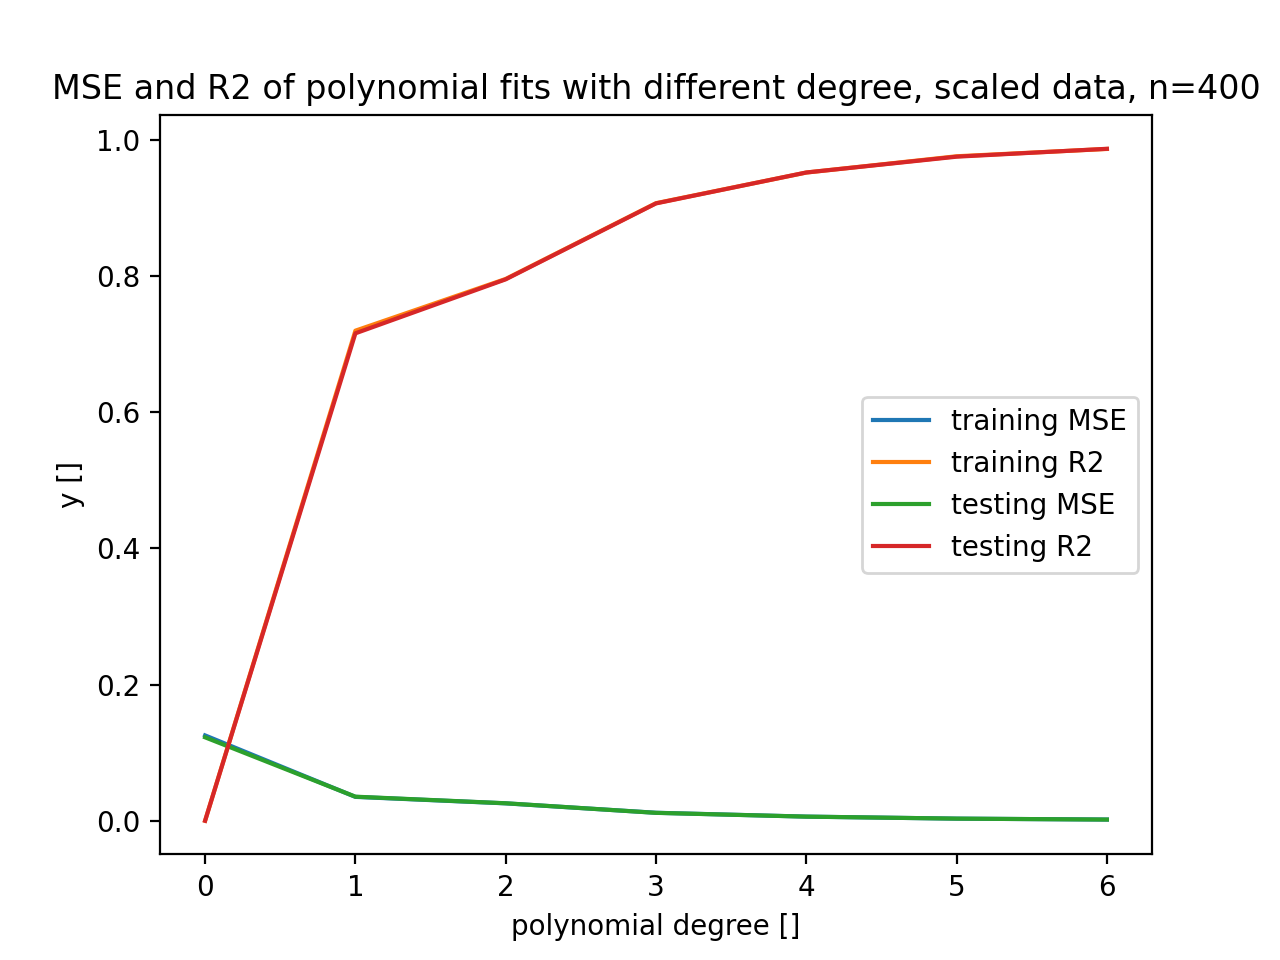 MSE and R2 of polynomial fits with different degree, scaled data, n=400
1.0
0.8
0.6
0.4
0.2
0.0
y []
training MSE
training R2
testing MSE
testing R2
0 1 2 3 4 5 6
polynomial degree []